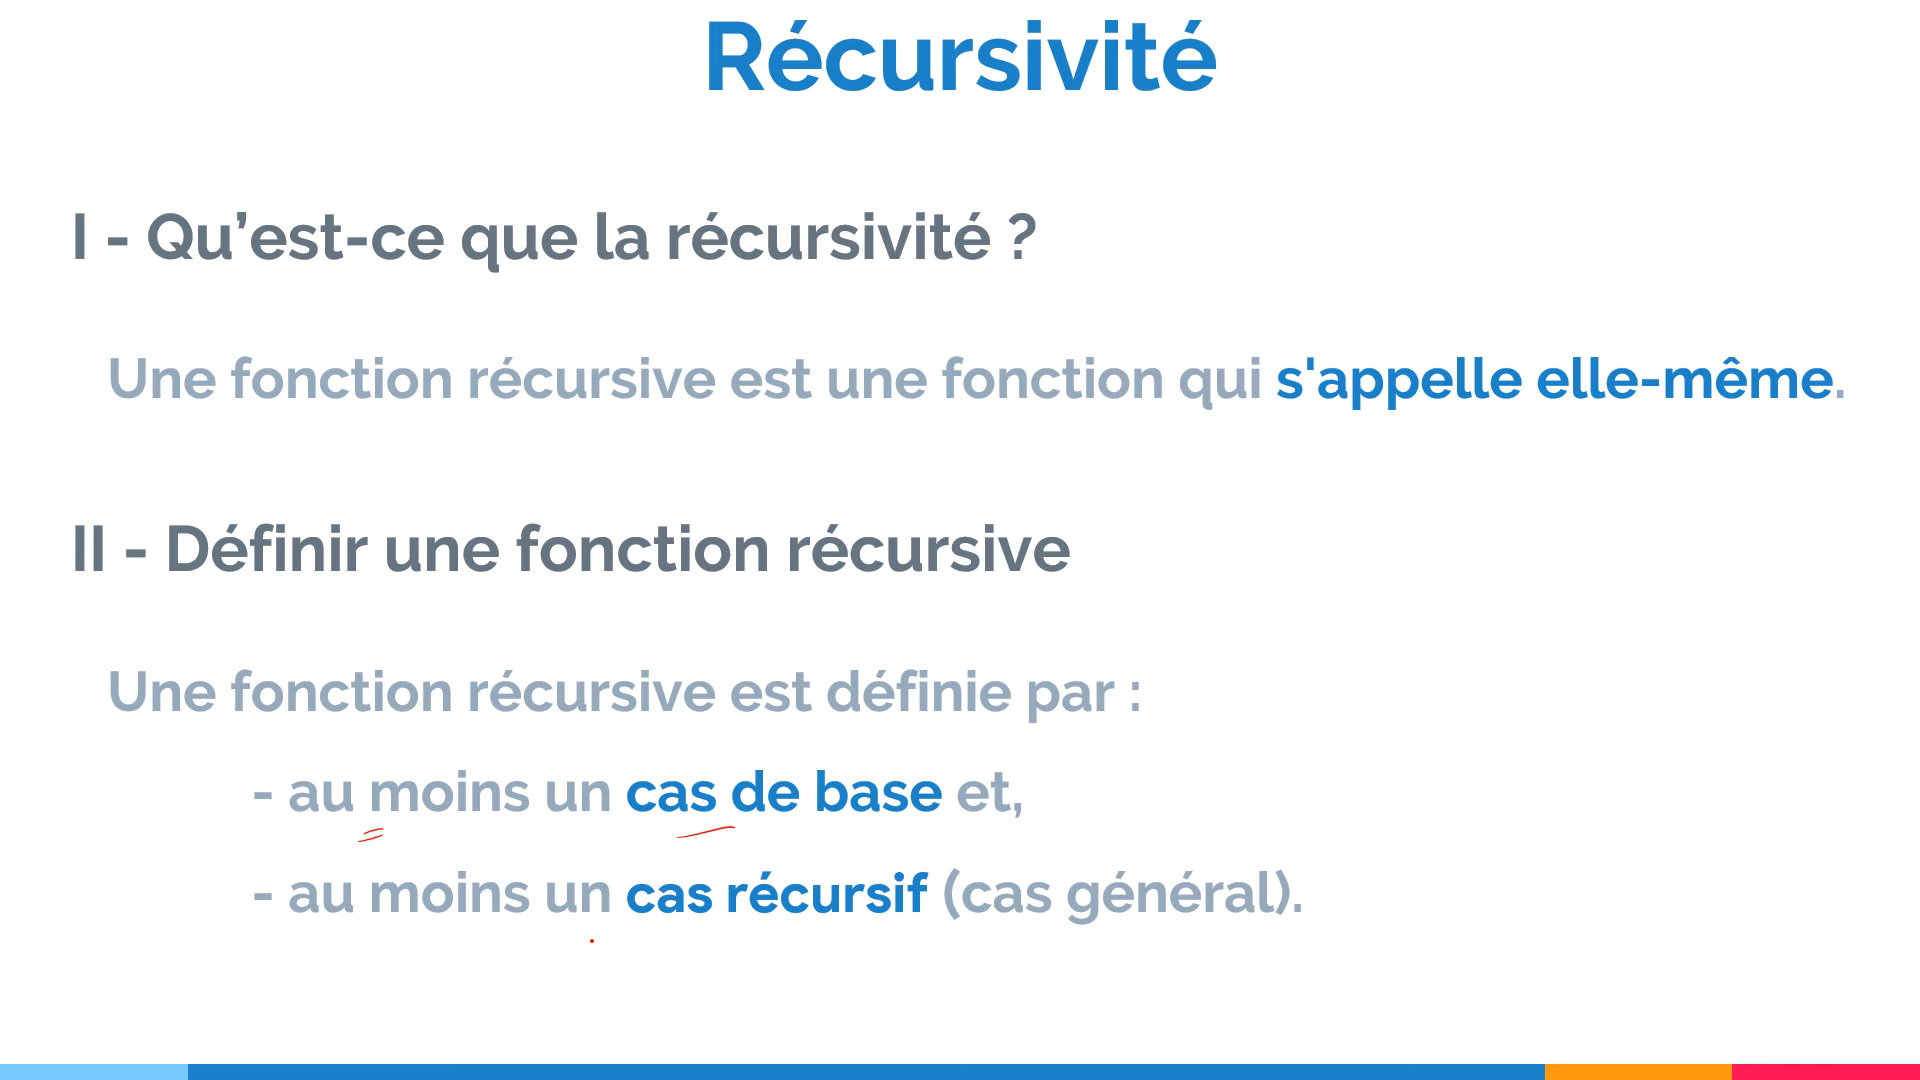 Récursivité
I - Qu’est-ce que la récursivité ?
Une fonction récursive est une fonction qui s'appelle elle-même.
II - Définir une fonction récursive
Une fonction récursive est définie par :
- au moins un cas de base et,
- au moins un cas récursif (cas général).